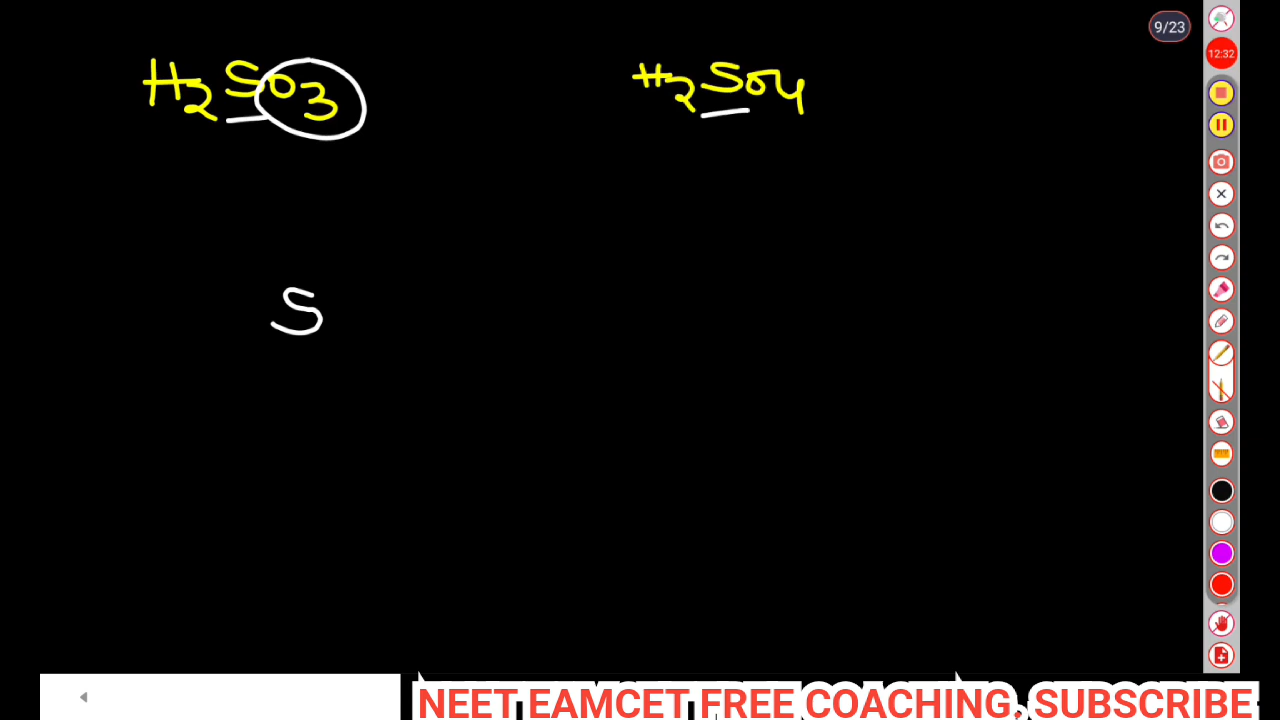 9/23
12:32
H2SO3 H2SO4
S
NEET EAMCET FREE COACHING, SUBSCRIBE